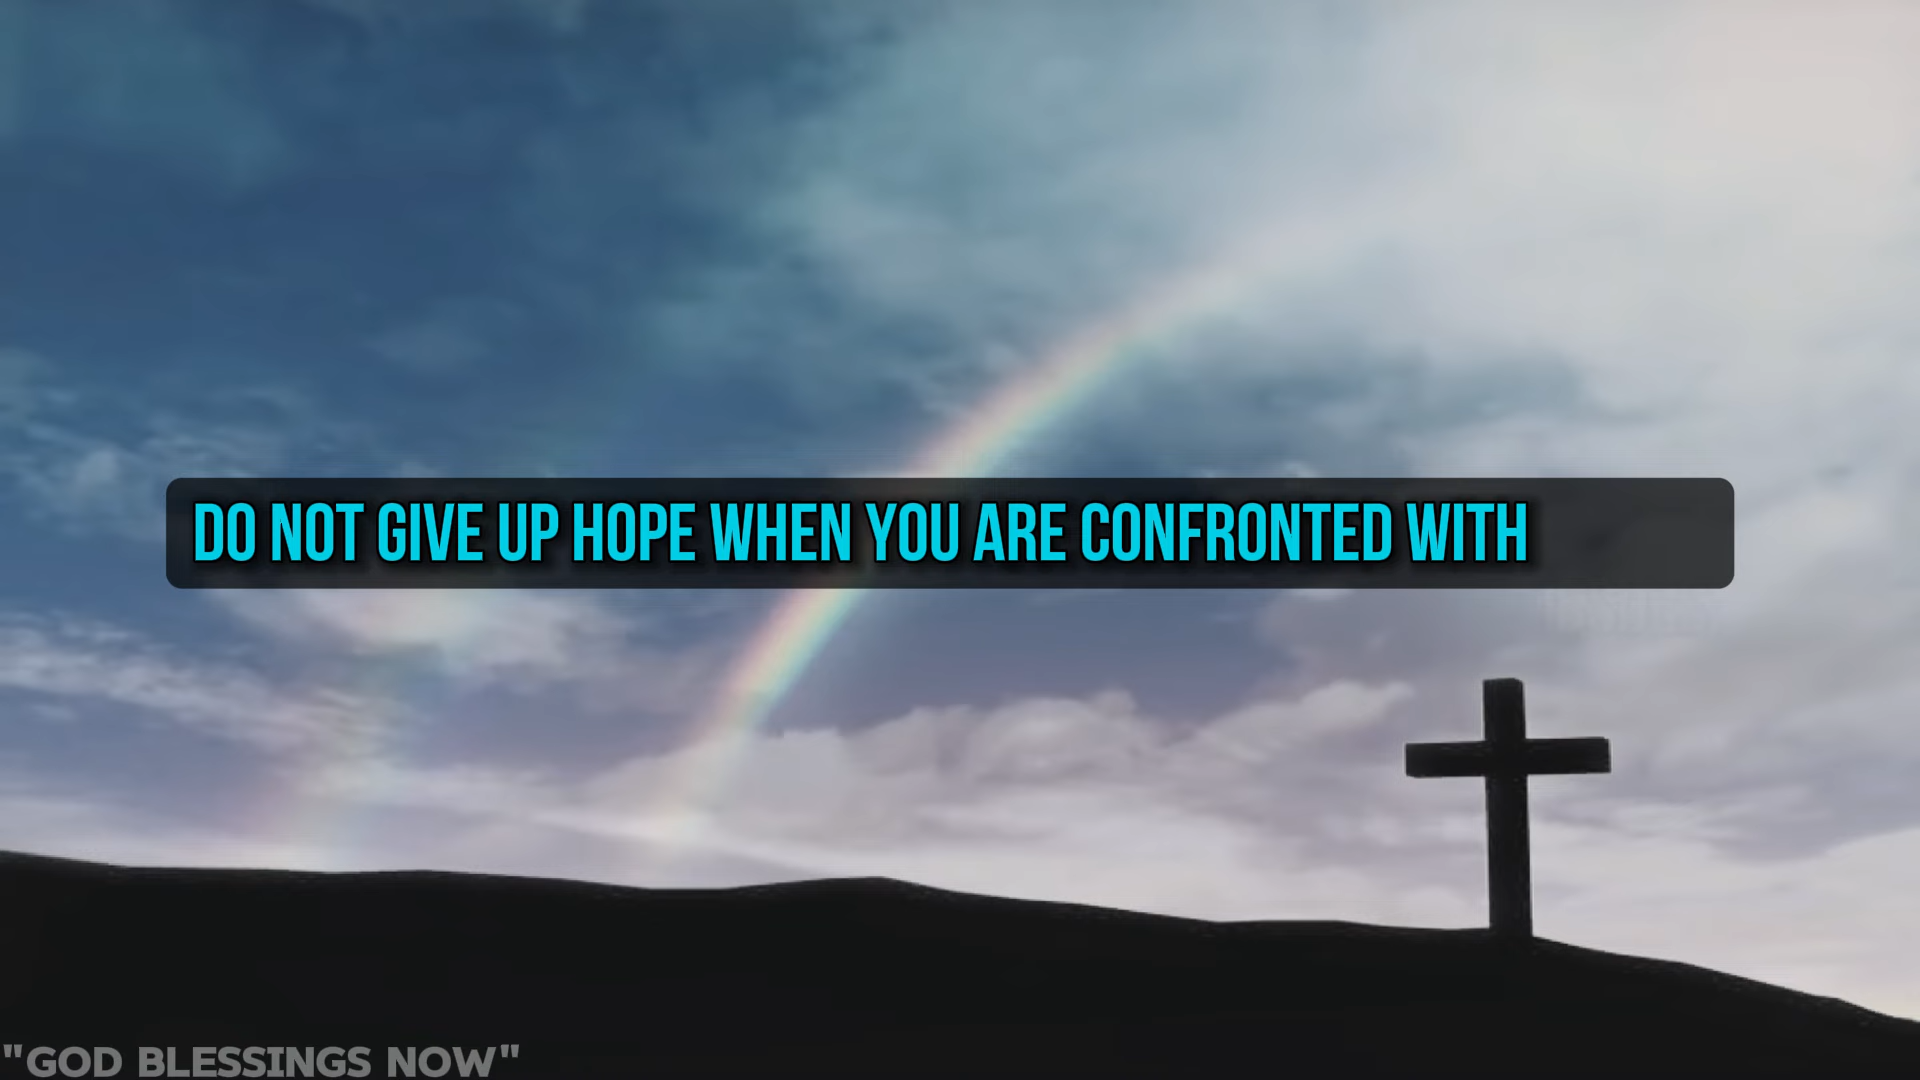 DO NOT GIVE UP HOPE WHEN YOU ARE CONFRONTED WITH
"GOD BLESSINGS NOW"